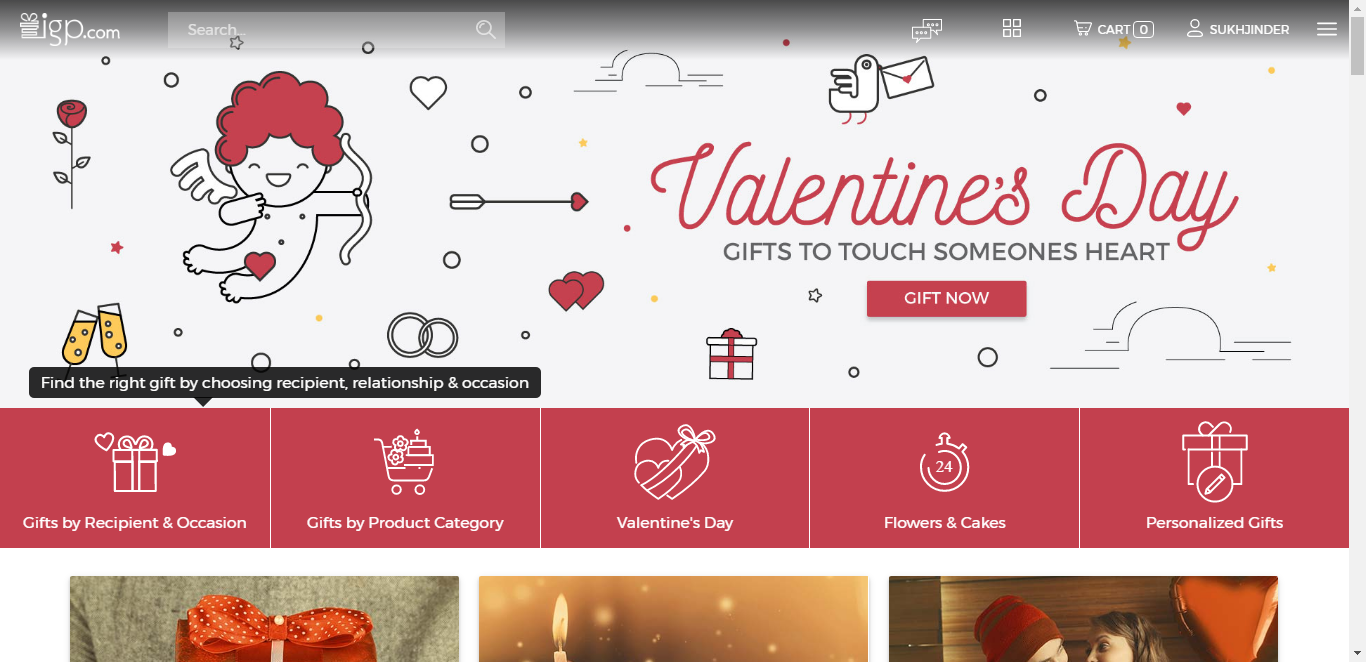 igp.com
Search...
CART 0
SUKHJINDER
Valentine's Day
GIFTS TO TOUCH SOMEONES HEART
GIFT NOW
Find the right gift by choosing recipient, relationship & occasion
24
Gifts by Recipient & Occasion
Gifts by Product Category
Valentine's Day
Flowers & Cakes
Personalized Gifts